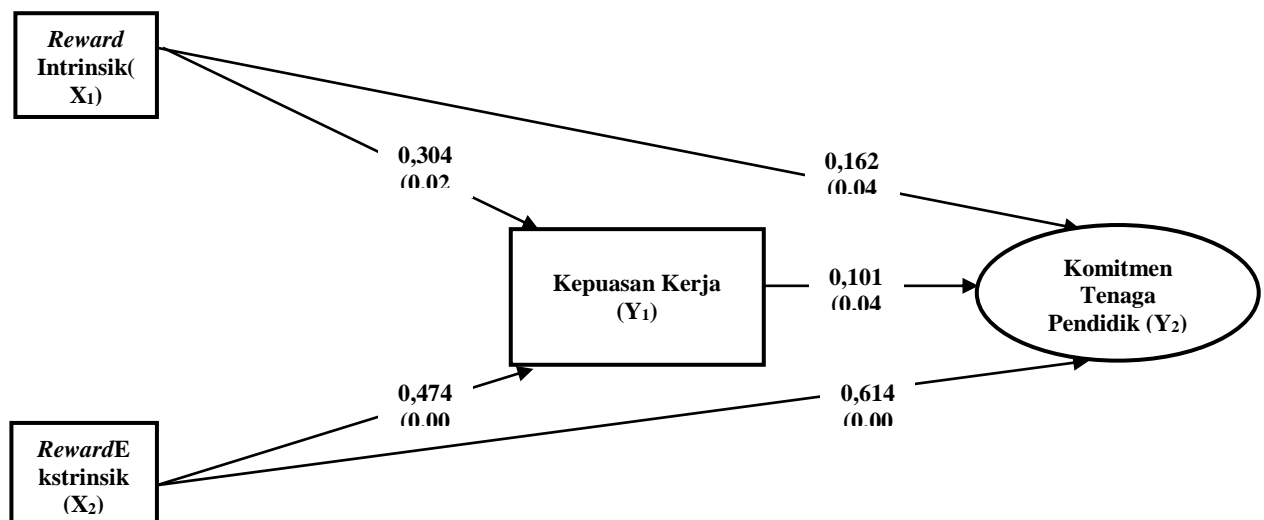 Reward
Intrinsik(
X₁)
0,304
(0.02
0,162
(0.04
Kepuasan Kerja
(Y₁)
0,101
(0.04
Komitmen
Tenaga
Pendidik (Y₂)
0,474
(0.00
0,614
(0.00
RewardE
kstrinsik
(X₂)